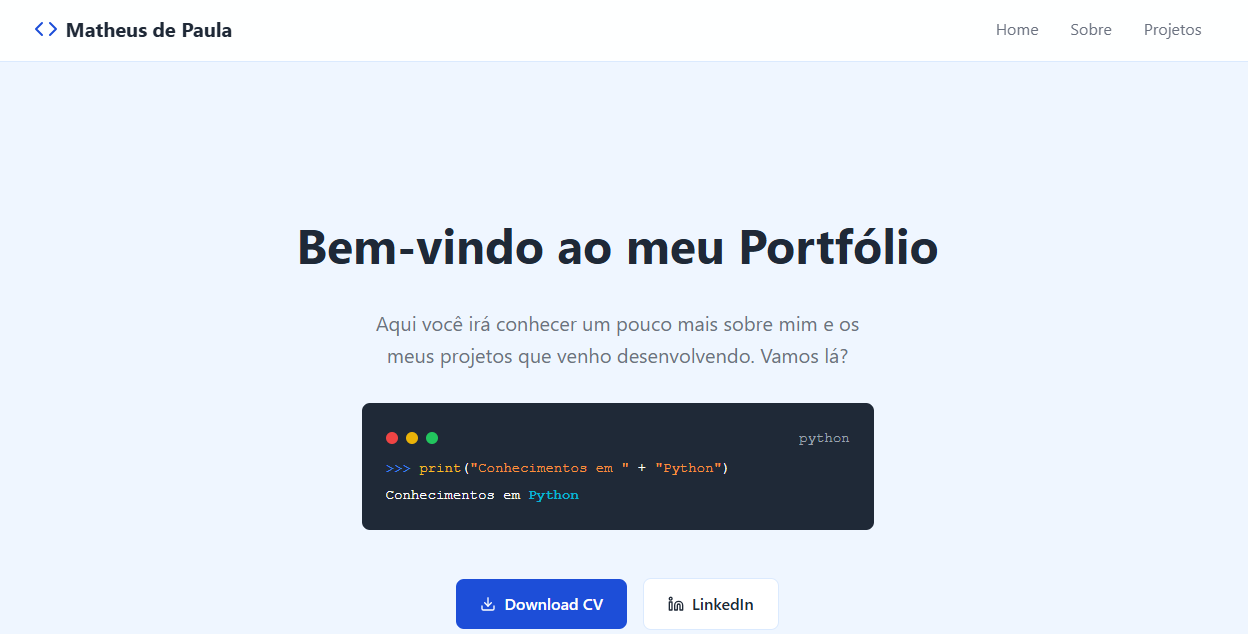 <> Matheus de Paula
Home Sobre Projetos
Bem-vindo ao meu Portfólio
Aqui você irá conhecer um pouco mais sobre mim e os
meus projetos que venho desenvolvendo. Vamos lá?
python
>>> print("Conhecimentos em " + "Python")
Conhecimentos em Python
Download CV
in LinkedIn